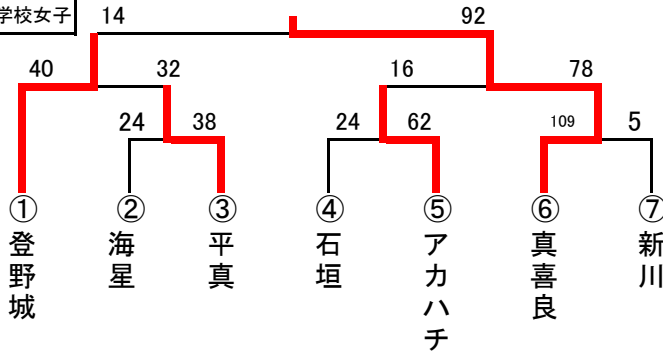 学校女子
14 92
40 32 16 78
24 38 24 62 109 5
① ② ③ ④ ⑤ ⑥ ⑦
登野城
海星
平真
石垣
アカハチ
真喜良
新川